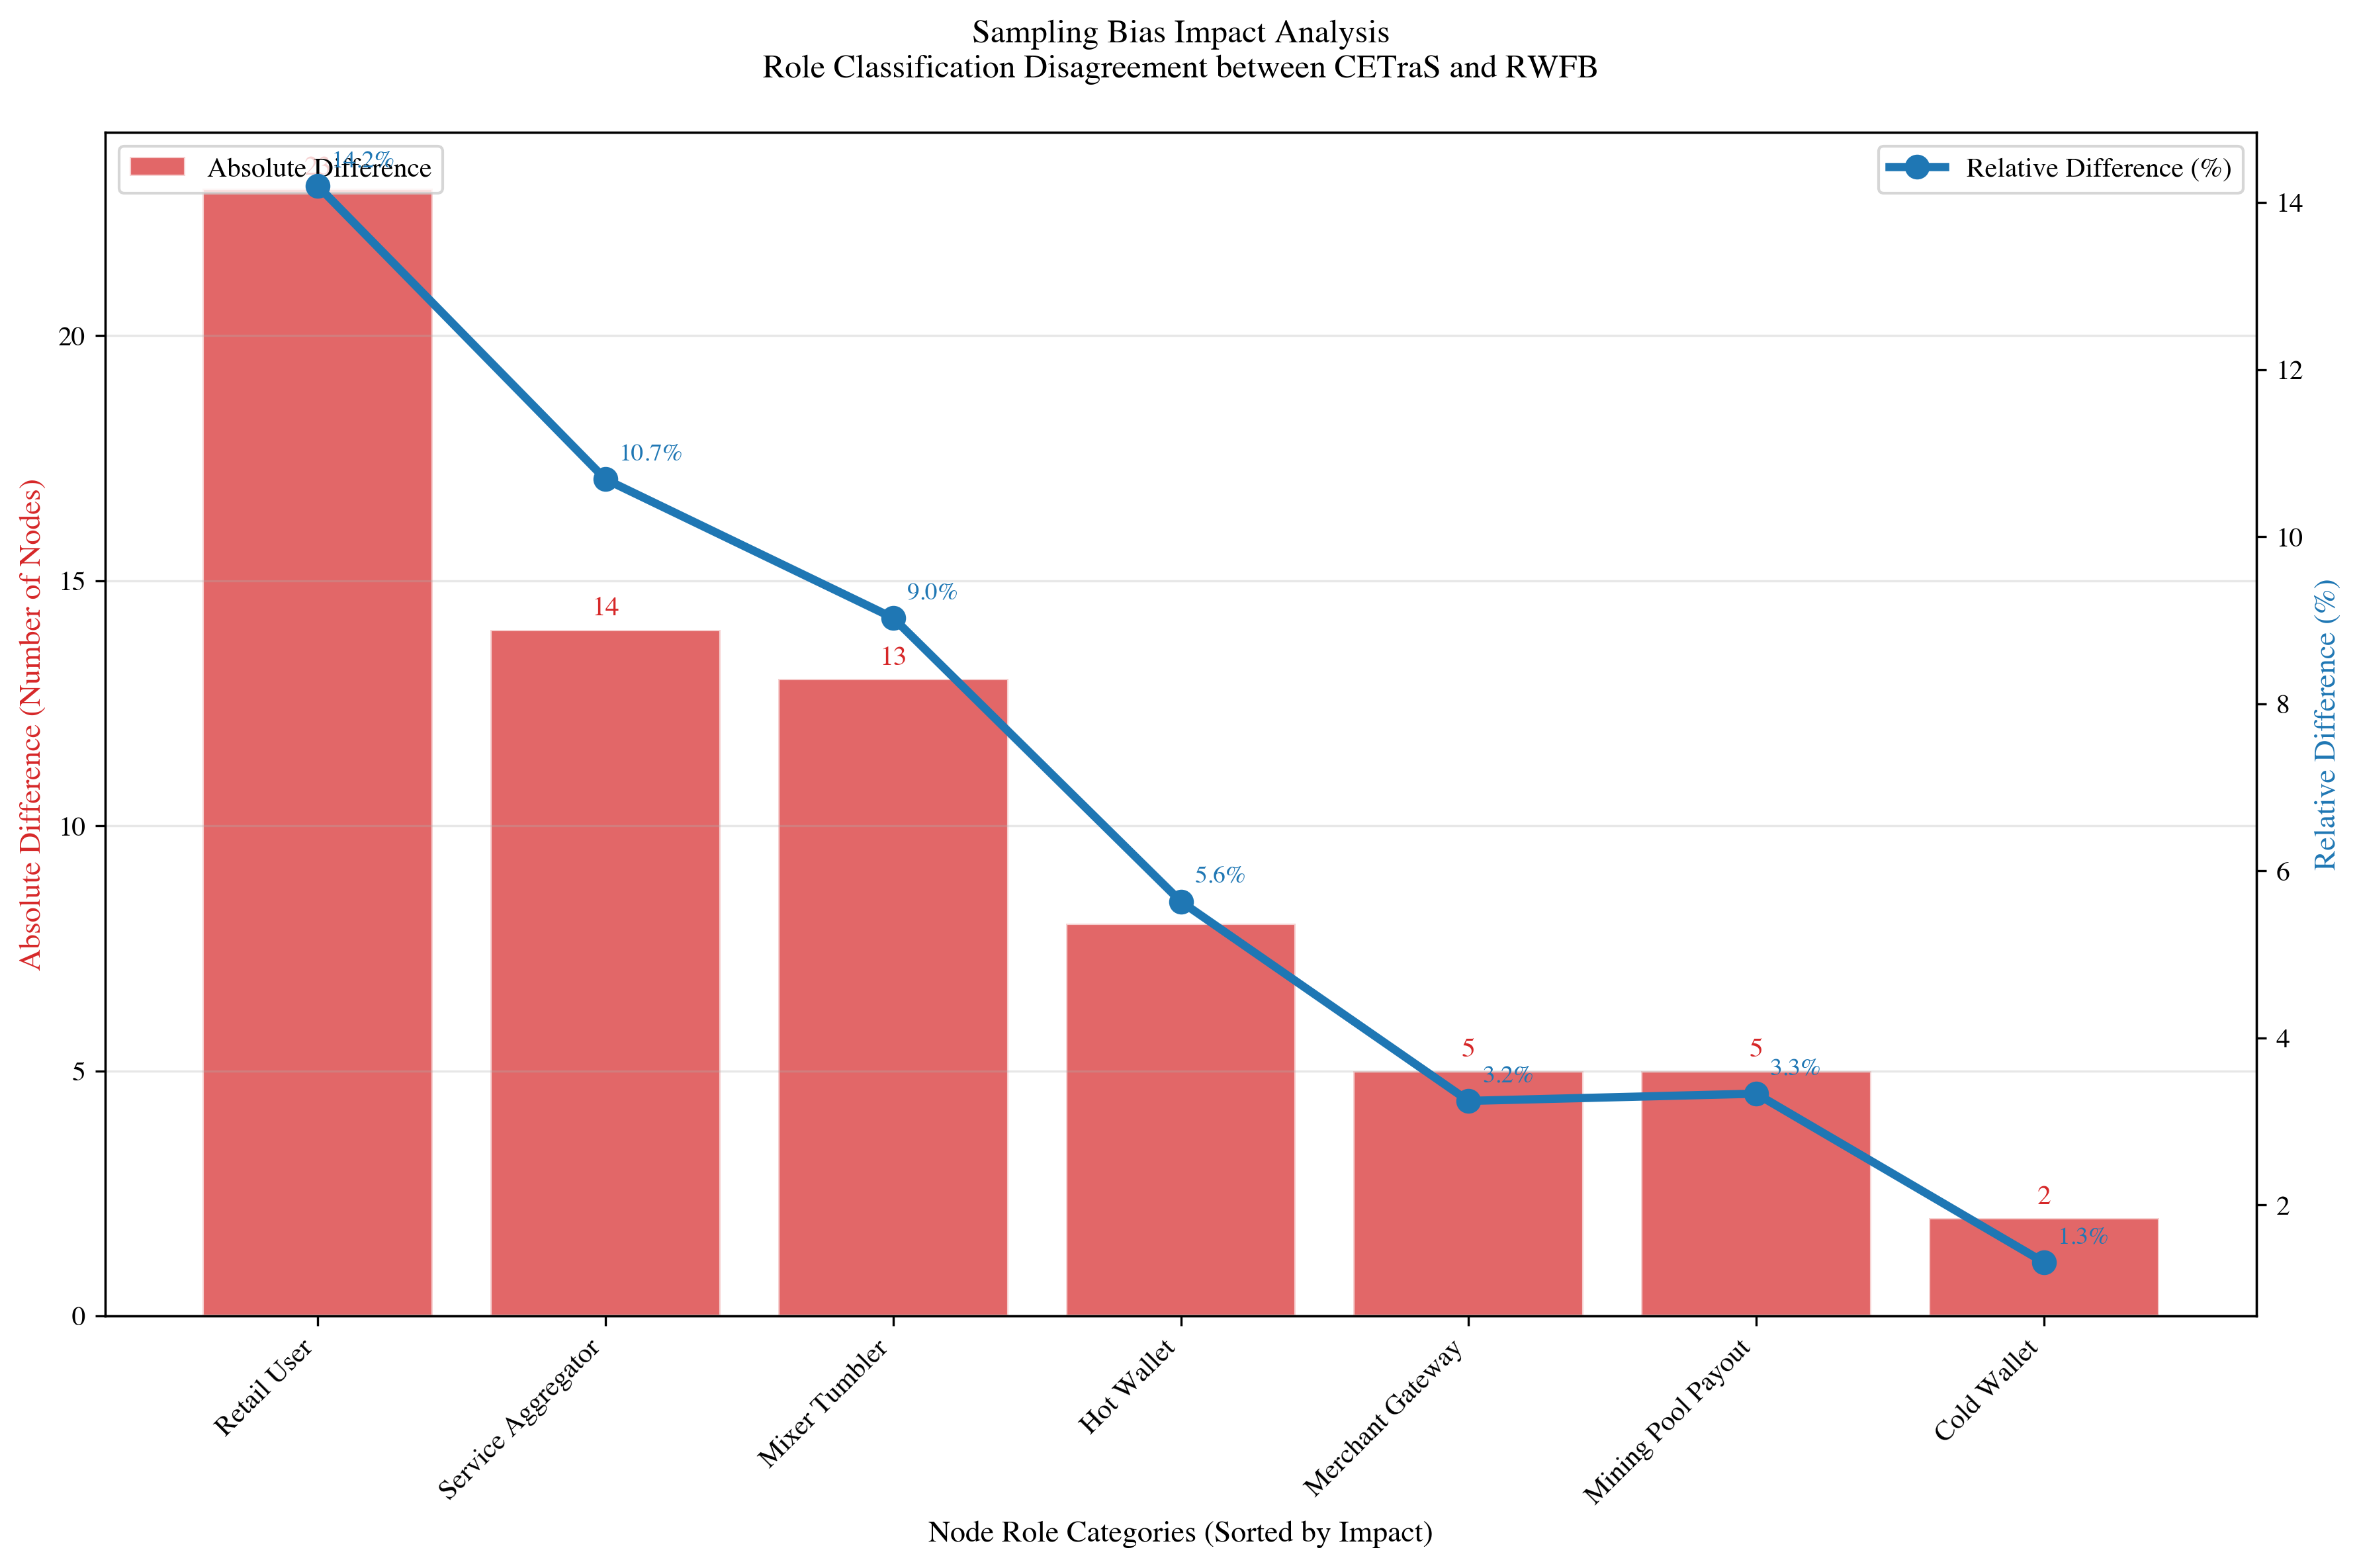 Sampling Bias Impact Analysis
Role Classification Disagreement between CETraS and RWFB
Absolute Difference
Relative Difference (%)
14.2%
10.7%
9.0%
5.6%
3.2%
3.3%
1.3%
14
13
5
5
2
20
15
10
5
0
14
12
10
8
6
4
2
Absolute Difference (Number of Nodes)
Relative Difference (%)
Retail User
Service Aggregator
Mixer Tumbler
Hot Wallet
Merchant Gateway
Mining Pool Payout
Cold Wallet
Node Role Categories (Sorted by Impact)